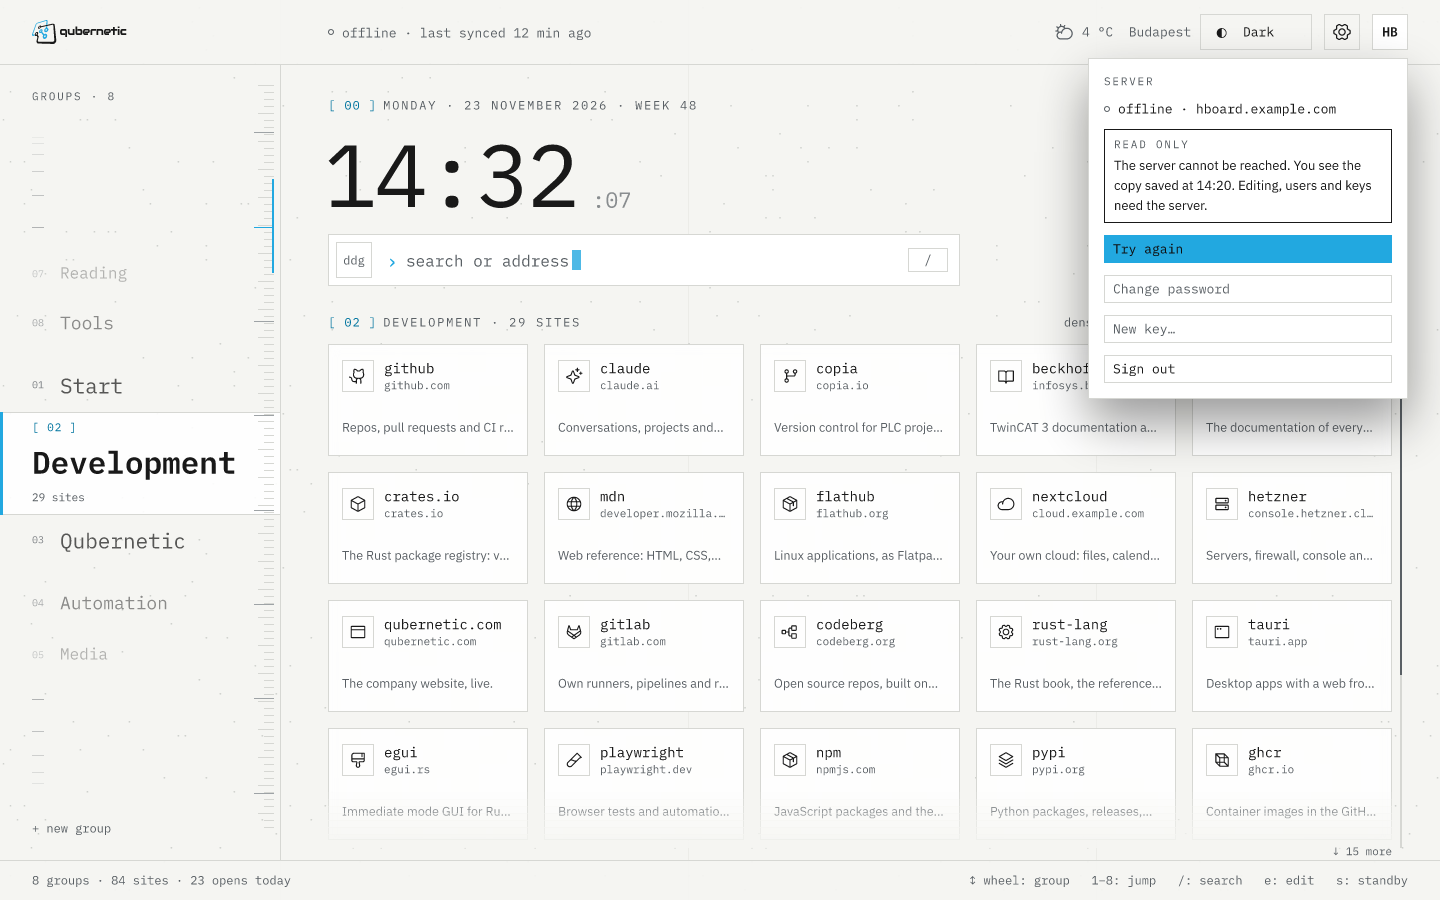 qubernetic
offline · last synced 12 min ago
4 °C Budapest
Dark
HB
GROUPS · 8
07 Reading
08 Tools
01 Start
[ 02 ]
Development
29 sites
03 Qubernetic
04 Automation
05 Media
+ new group
[ 00 ] MONDAY · 23 NOVEMBER 2026 · WEEK 48
14:32 :07
ddg › search or address /
[ 02 ] DEVELOPMENT · 29 SITES
SERVER
offline · hboard.example.com
READ ONLY
The server cannot be reached. You see the
copy saved at 14:20. Editing, users and keys
need the server.
Try again
Change password
New key…
Sign out
github
github.com
Repos, pull requests and CI r…
claude
claude.ai
Conversations, projects and…
copia
copia.io
Version control for PLC proje…
TwinCAT 3 documentation a…
The documentation of every…
crates.io
crates.io
The Rust package registry: v…
mdn
developer.mozilla.…
Web reference: HTML, CSS,…
flathub
flathub.org
Linux applications, as Flatpa…
nextcloud
cloud.example.com
Your own cloud: files, calend…
hetzner
console.hetzner.cl…
Servers, firewall, console an…
qubernetic.com
qubernetic.com
The company website, live.
gitlab
gitlab.com
Own runners, pipelines and r…
codeberg
codeberg.org
Open source repos, built on…
rust-lang
rust-lang.org
The Rust book, the reference…
tauri
tauri.app
Desktop apps with a web fro…
egui
egui.rs
Immediate mode GUI for Ru…
playwright
playwright.dev
Browser tests and automatio…
npm
npmjs.com
JavaScript packages and the…
pypi
pypi.org
Python packages, releases,…
ghcr
ghcr.io
Container images in the GitH…
↓ 15 more
8 groups · 84 sites · 23 opens today
↕ wheel: group 1–8: jump /: search e: edit s: standby